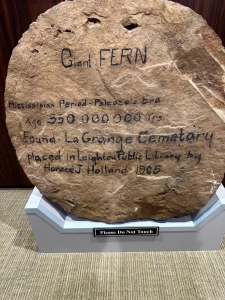 Giant FERN
Mississippian Period - Paleozoic Era
Age 350 000 000 Yrs.
Found - La Grange Cemetary
placed in Leighton Public Library by
Horace J. Holland - 1965
Please Do Not Touch